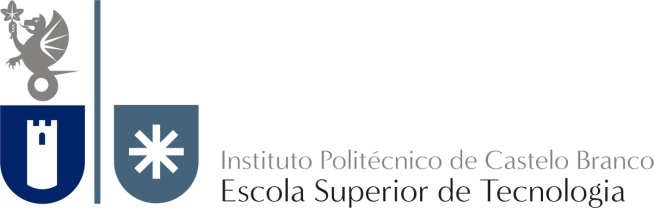 Instituto Politécnico de Castelo Branco
Escola Superior de Tecnologia